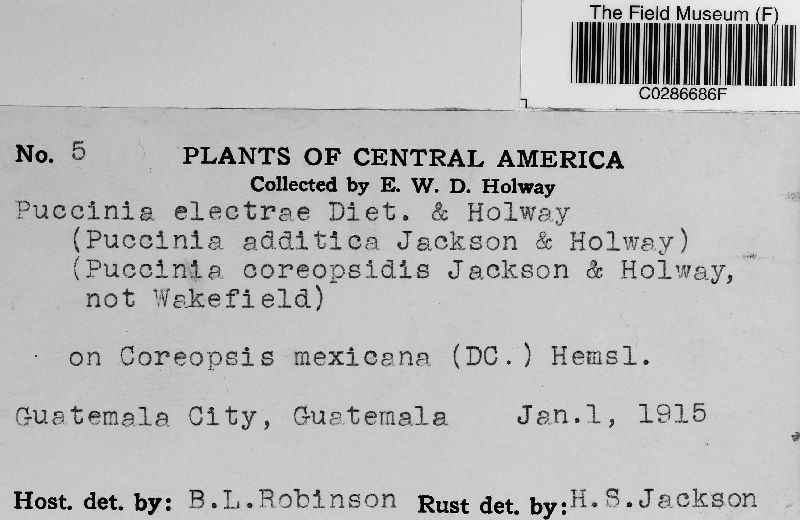 The Field Museum (F)
C0286686F
No. 5 PLANTS OF CENTRAL AMERICA
Collected by E. W. D. Holway
Puccinia electrae Diet. & Holway
(Puccinia additica Jackson & Holway)
(Puccinia coreopsidis Jackson & Holway,
not Wakefield)
on Coreopsis mexicana (DC.) Hemsl.
Guatemala City, Guatemala Jan.1, 1915
Host. det. by: B.L.Robinson Rust det. by: H.S.Jackson